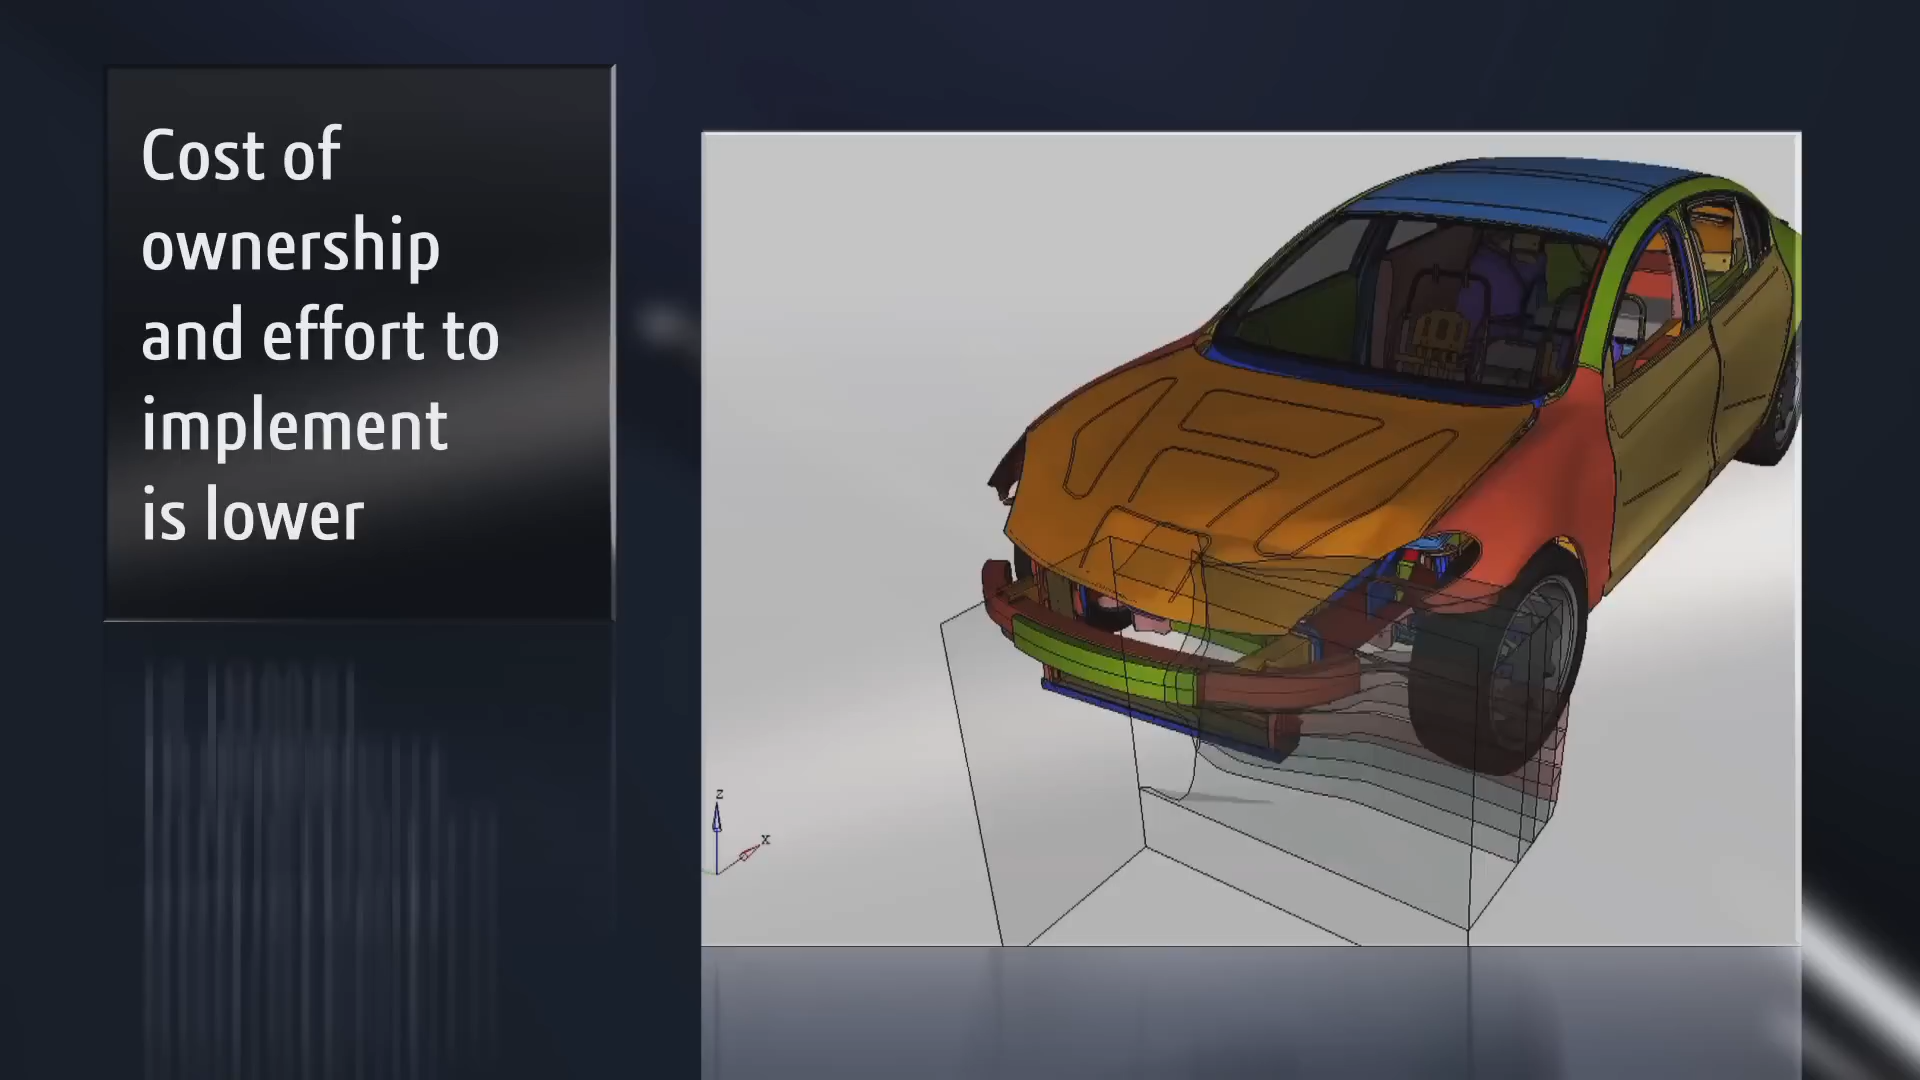 Cost of
ownership
and effort to
implement
is lower
z
x